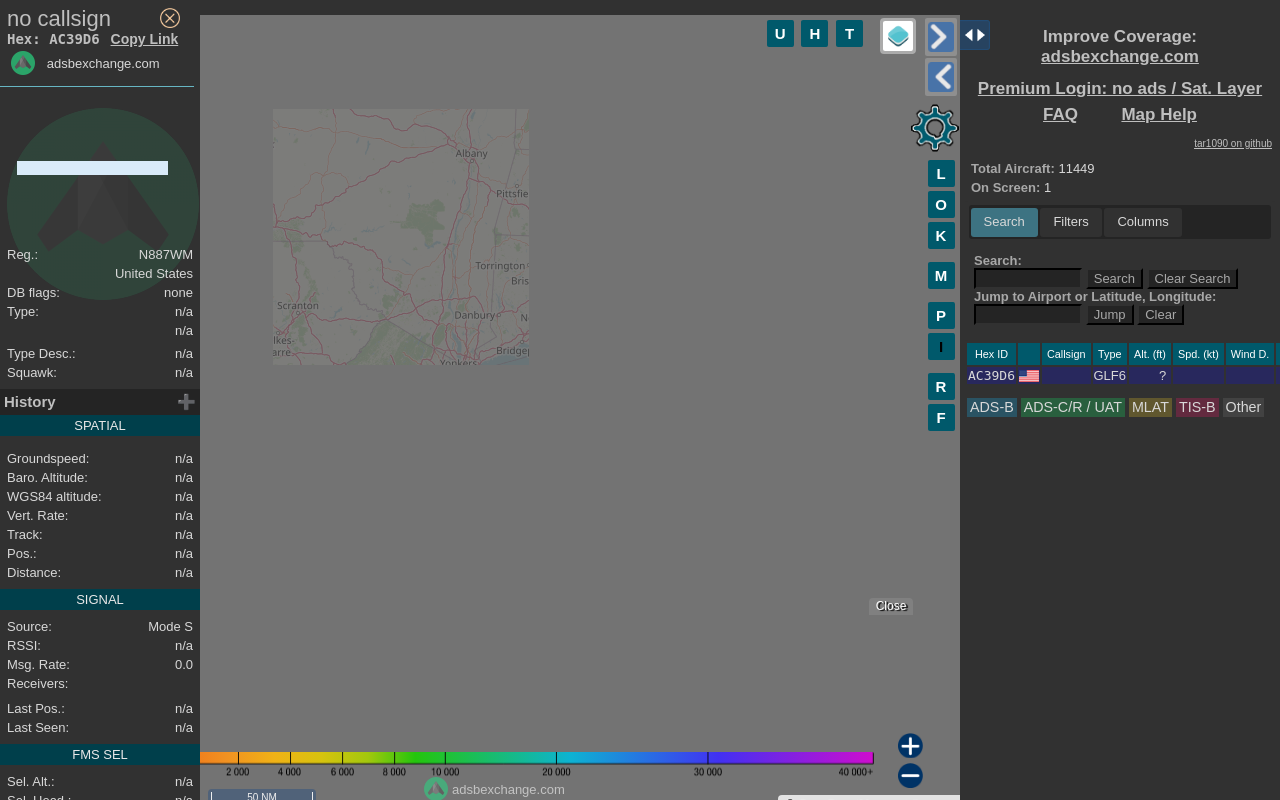 no callsign
Hex: AC39D6 Copy Link
adsbexchange.com
Reg.: N887WM
United States
DB flags: none
Type: n/a
n/a
Type Desc.: n/a
Squawk: n/a
History
SPATIAL
Groundspeed: n/a
Baro. Altitude: n/a
WGS84 altitude: n/a
Vert. Rate: n/a
Track: n/a
Pos.: n/a
Distance: n/a
SIGNAL
Source: Mode S
RSSI: n/a
Msg. Rate: 0.0
Receivers:
Last Pos.: n/a
Last Seen: n/a
FMS SEL
Sel. Alt.: n/a
Sel. Head.: n/a
U H T
L
O
K
M
P
I
R
F
Albany
Pittsfie
Torrington
Bris
Scranton
Danbury
N
lkes-
arre
Bridgep
Yonkers
Close
2 000 4 000 6 000 8 000 10 000 20 000 30 000 40 000+
adsbexchange.com
50 NM
Improve Coverage:
adsbexchange.com
Premium Login: no ads / Sat. Layer
FAQ Map Help
tar1090 on github
Total Aircraft: 11449
On Screen: 1
Search Filters Columns
Search:
Search Clear Search
Jump to Airport or Latitude, Longitude:
Jump Clear
Hex ID Callsign Type Alt. (ft) Spd. (kt) Wind D.
AC39D6 GLF6 ?
ADS-B ADS-C/R / UAT MLAT TIS-B Other